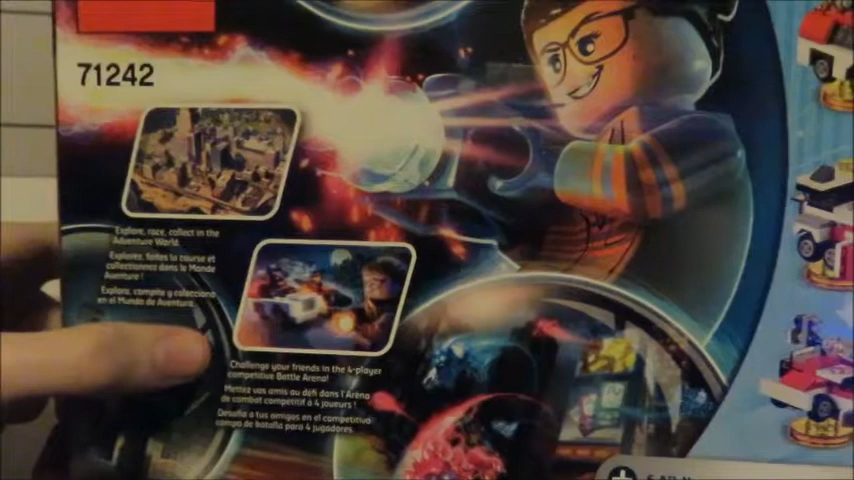 71242
Explore, race, collect in the
Adventure World.
Explorez, faites la course et
collectionnez dans le Monde
Aventure !
Explora, compite y colecciona
en el Mundo de Aventura.
Challenge your friends in the 4-player
competitive Battle Arena!
Mettez vos amis au défi dans l'Arène
de combat compétitif à 4 joueurs !
Desafía a tus amigos en el competitivo
campo de batalla para 4 jugadores.